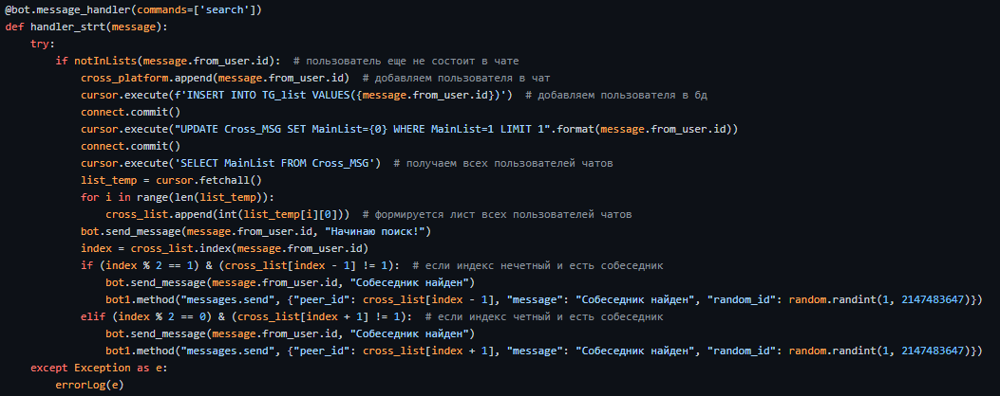 @bot.message_handler(commands=['search'])
def handler_strt(message):
    try:
        if notInLists(message.from_user.id):  # пользователь еще не состоит в чате
            cross_platform.append(message.from_user.id)  # добавляем пользователя в чат
            cursor.execute(f'INSERT INTO TG_list VALUES({message.from_user.id})')  # добавляем пользователя в бд
            connect.commit()
            cursor.execute("UPDATE Cross_MSG SET MainList={0} WHERE MainList=1 LIMIT 1".format(message.from_user.id))
            connect.commit()
            cursor.execute('SELECT MainList FROM Cross_MSG')  # получаем всех пользователей чатов
            list_temp = cursor.fetchall()
            for i in range(len(list_temp)):
                cross_list.append(int(list_temp[i][0]))  # формируется лист всех пользователей чатов
            bot.send_message(message.from_user.id, "Начинаю поиск!")
            index = cross_list.index(message.from_user.id)
            if (index % 2 == 1) & (cross_list[index - 1] != 1):  # если индекс нечетный и есть собеседник
                bot.send_message(message.from_user.id, "Собеседник найден")
                bot1.method("messages.send", {"peer_id": cross_list[index - 1], "message": "Собеседник найден", "random_id": random.randint(1, 2147483647)})
            elif (index % 2 == 0) & (cross_list[index + 1] != 1):  # если индекс четный и есть собеседник
                bot.send_message(message.from_user.id, "Собеседник найден")
                bot1.method("messages.send", {"peer_id": cross_list[index + 1], "message": "Собеседник найден", "random_id": random.randint(1, 2147483647)})
    except Exception as e:
        errorLog(e)